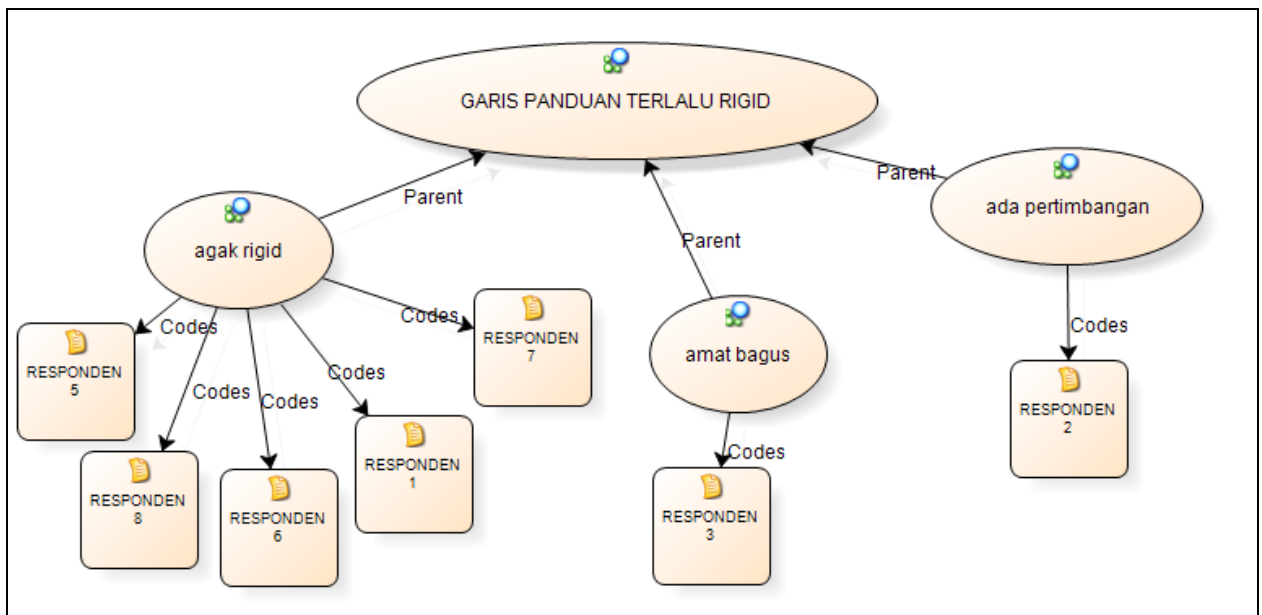 GARIS PANDUAN TERLALU RIGID
Parent
ada pertimbangan
Parent
agak rigid
Parent
Codes
RESPONDEN
2
amat bagus
Codes
RESPONDEN
5
Codes
RESPONDEN
8
Codes
RESPONDEN
6
Codes
RESPONDEN
1
Codes
RESPONDEN
7
Codes
RESPONDEN
3